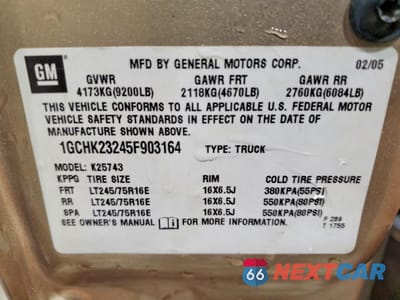 GM
MFD BY GENERAL MOTORS CORP. 02/05
GVWR GAWR FRT GAWR RR
4173KG(9200LB) 2118KG(4670LB) 2760KG(6084LB)
THIS VEHICLE CONFORMS TO ALL APPLICABLE U.S. FEDERAL MOTOR
VEHICLE SAFETY STANDARDS IN EFFECT ON THE DATE OF
MANUFACTURE SHOWN ABOVE.
1GCHK23245F903164 TYPE: TRUCK
MODEL: K25743
KPPG TIRE SIZE RIM COLD TIRE PRESSURE
FRT LT245/75R16E 16X6.5J 380KPA(55PSI)
RR LT245/75R16E 16X6.5J 550KPA(80PSI)
SPA LT245/75R16E 16X6.5J 550KPA(80PSI)
SEE OWNER'S MANUAL FOR MORE INFORMATION.
F 289
T 1755
66 NEXTCAR